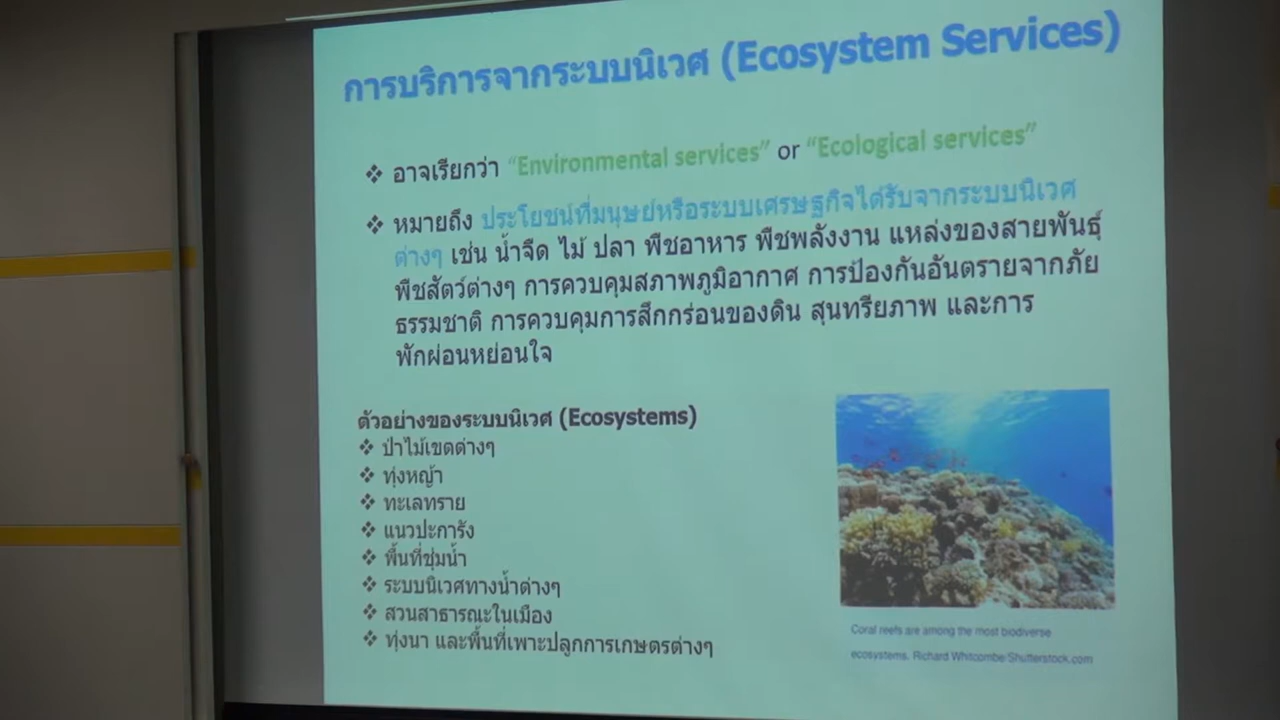 การบริการจากระบบนิเวศ (Ecosystem Services)
❖ อาจเรียกว่า "Environmental services" or "Ecological services"
❖ หมายถึง ประโยชน์ที่มนุษย์หรือระบบเศรษฐกิจได้รับจากระบบนิเวศ
ต่างๆ เช่น น้ำจืด ไม้ ปลา พืชอาหาร พืชพลังงาน แหล่งของสายพันธุ์
พืชสัตว์ต่างๆ การควบคุมสภาพภูมิอากาศ การป้องกันอันตรายจากภัย
ธรรมชาติ การควบคุมการสึกกร่อนของดิน สุนทรียภาพ และการ
พักผ่อนหย่อนใจ
ตัวอย่างของระบบนิเวศ (Ecosystems)
❖ ป่าไม้เขตต่างๆ
❖ ทุ่งหญ้า
❖ ทะเลทราย
❖ แนวปะการัง
❖ พื้นที่ชุ่มน้ำ
❖ ระบบนิเวศทางน้ำต่างๆ
❖ สวนสาธารณะในเมือง
❖ ทุ่งนา และพื้นที่เพาะปลูกการเกษตรต่างๆ
Coral reefs are among the most biodiverse
ecosystems. Richard Whitcombe/Shutterstock.com